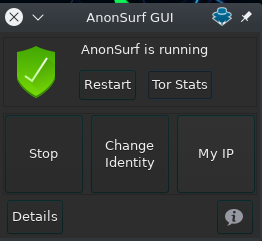 AnonSurf GUI
AnonSurf is running
Restart
Tor Stats
Stop
Change
Identity
My IP
Details